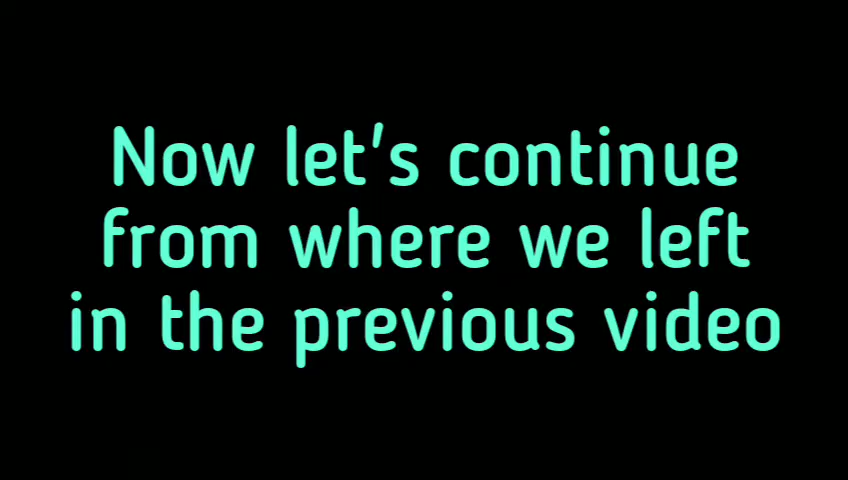 Now let's continue
from where we left
in the previous video